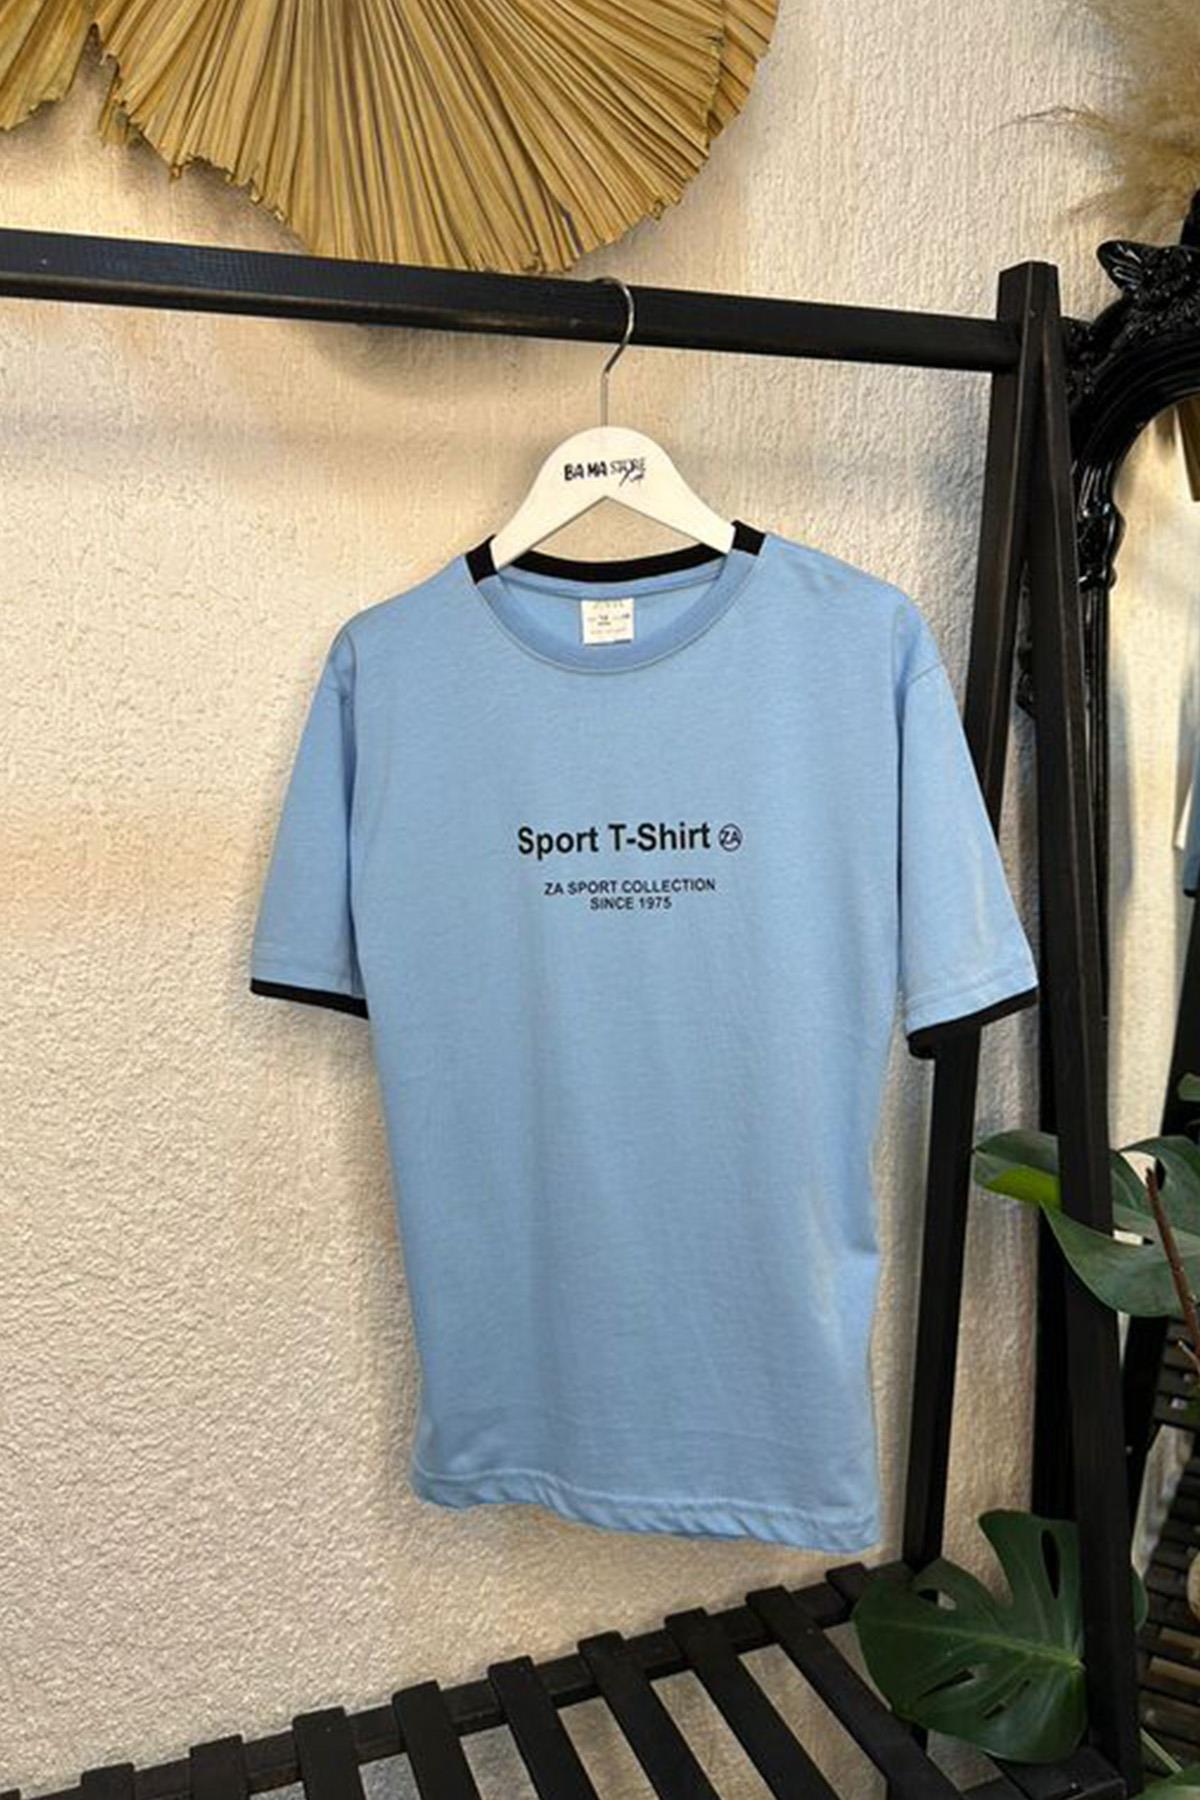 BA MA STORE
Sport T-Shirt ZA
ZA SPORT COLLECTION
SINCE 1975